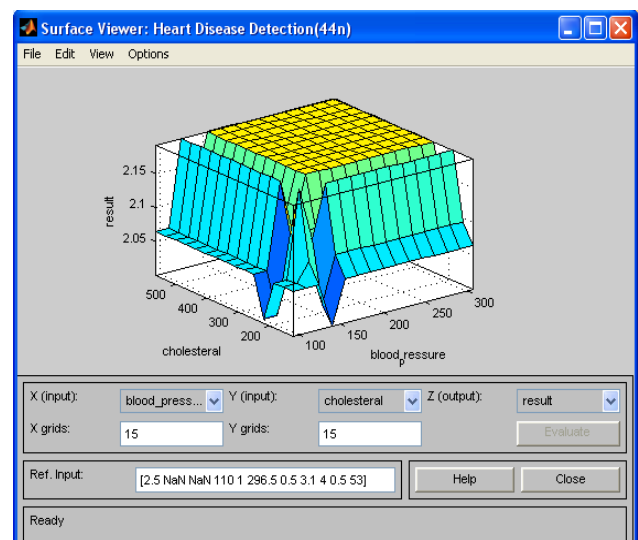 Surface Viewer: Heart Disease Detection(44n)
File Edit View Options
2.15
2.1
2.05
result
500
400
300
200
cholesteral
100
150
200
250
300
blood_pressure
X (input): blood_press... Y (input): cholesteral Z (output): result
X grids: 15 Y grids: 15 Evaluate
Ref. Input: [2.5 NaN NaN 110 1 296.5 0.5 3.1 4 0.5 53] Help Close
Ready